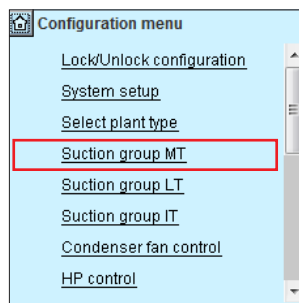 Configuration menu
Lock/Unlock configuration
System setup
Select plant type
Suction group MT
Suction group LT
Suction group IT
Condenser fan control
HP control